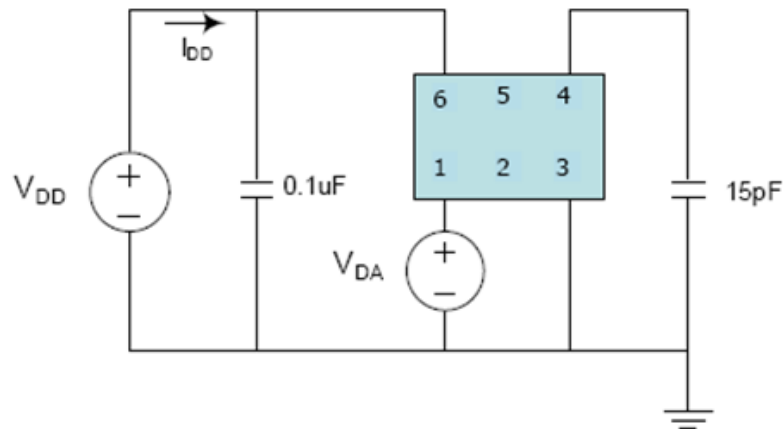 I_DD
6 5 4
1 2 3
V_DD
+
−
0.1uF
15pF
V_DA
+
−